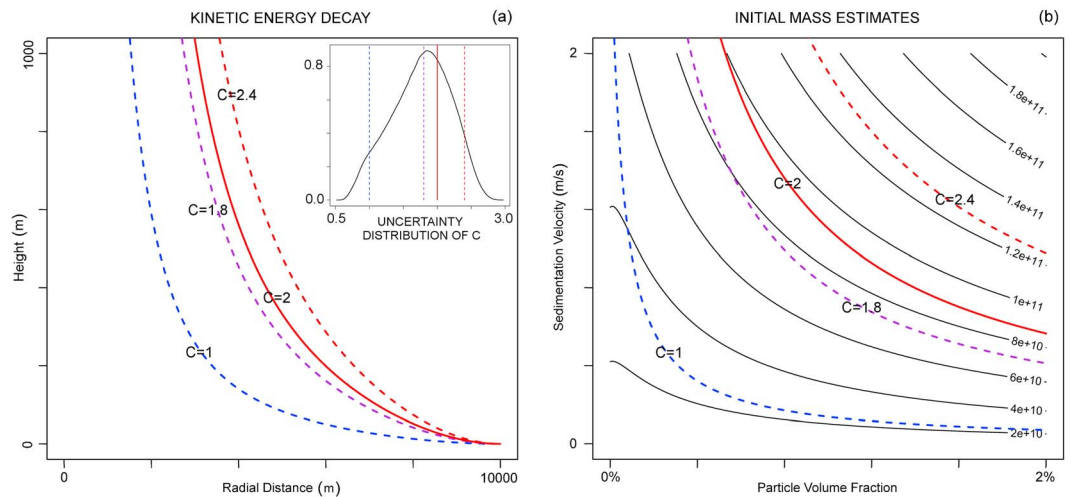 KINETIC ENERGY DECAY
(a)
1000
0
Height (m)
C=2.4
C=1.8
C=2
C=1
0.8
0.0
0.5
3.0
UNCERTAINTY
DISTRIBUTION OF C
0
10000
Radial Distance (m)
INITIAL MASS ESTIMATES
(b)
2
0
Sedimentation Velocity (m/s)
1.8e+11
1.6e+11
1.4e+11
1.2e+11
1e+11
8e+10
6e+10
4e+10
2e+10
C=2
C=2.4
C=1.8
C=1
0%
2%
Particle Volume Fraction